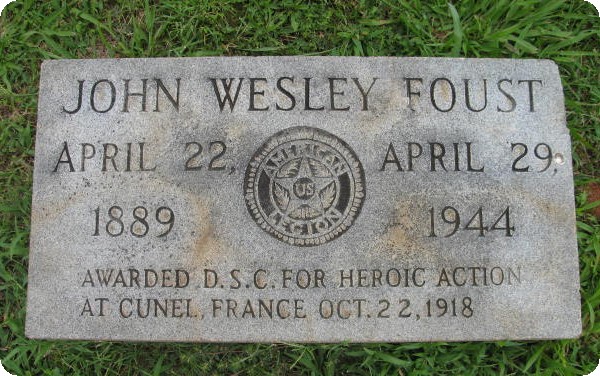 JOHN WESLEY FOUST
APRIL 22, APRIL 29,
1889 1944
AMERICAN
US
LEGION
AWARDED D.S.C. FOR HEROIC ACTION
AT CUNEL, FRANCE OCT. 22, 1918